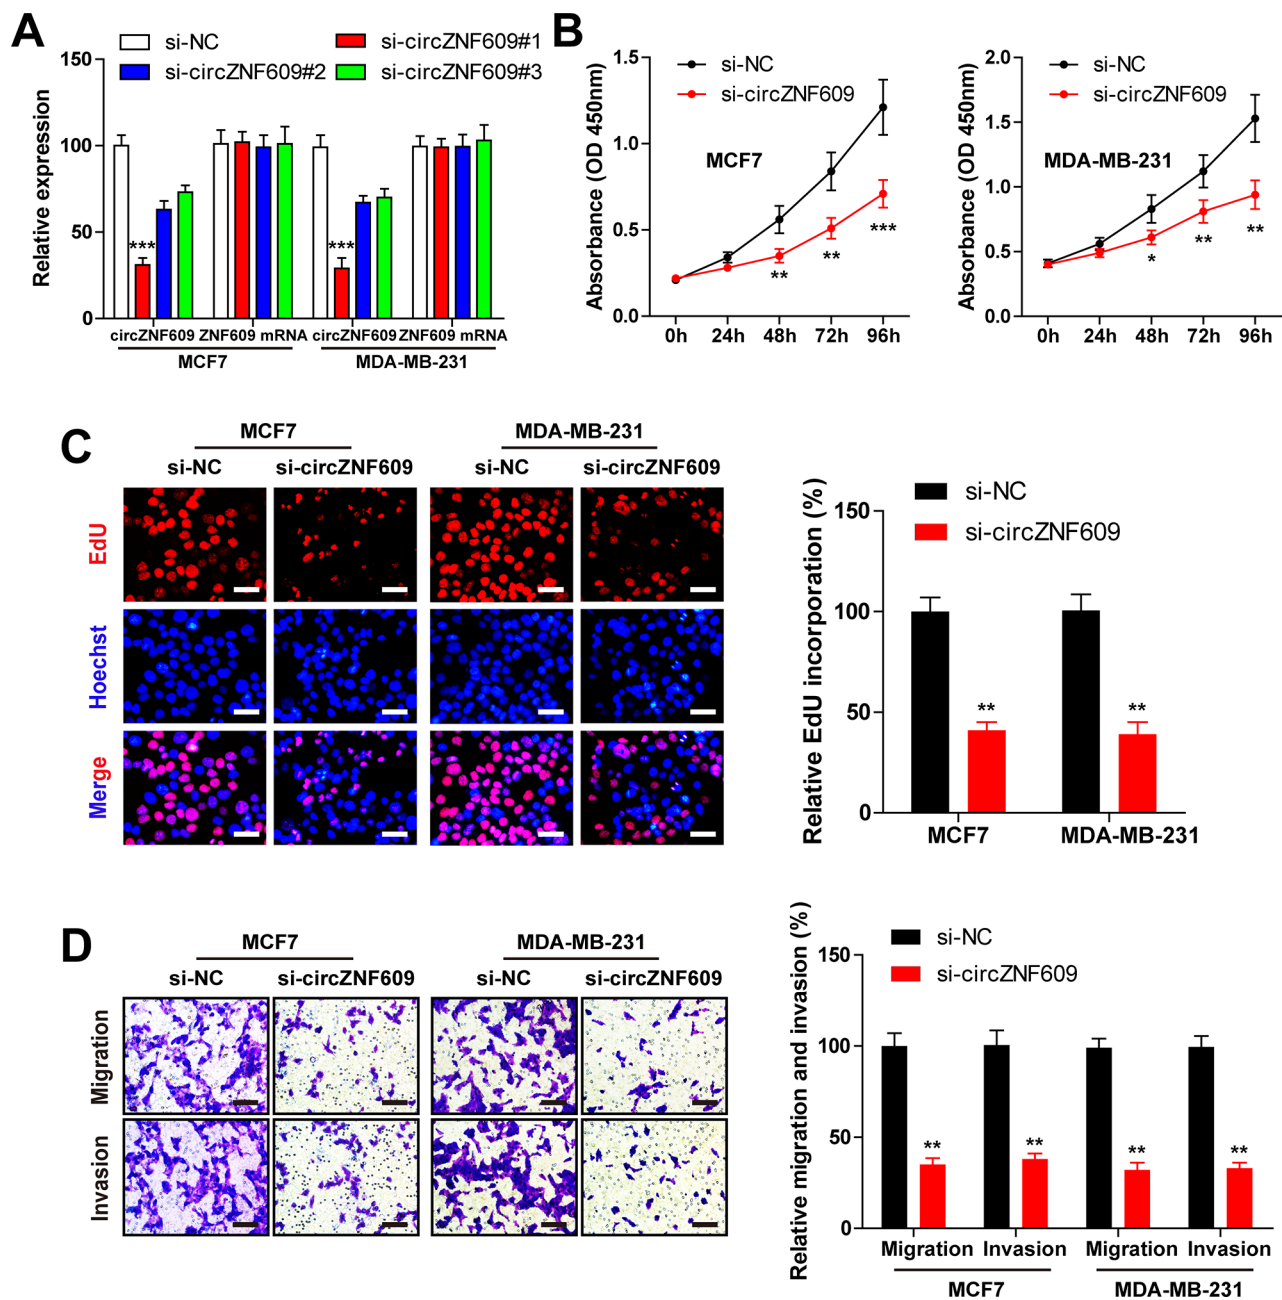 A
si-NC
si-circZNF609#1
si-circZNF609#2
si-circZNF609#3
Relative expression
150
100
50
0
***
***
circZNF609 ZNF609 mRNA circZNF609 ZNF609 mRNA
MCF7
MDA-MB-231
B
Absorbance (OD 450nm)
1.5
1.0
0.5
0.0
si-NC
si-circZNF609
MCF7
**
**
***
0h 24h 48h 72h 96h
Absorbance (OD 450nm)
2.0
1.5
1.0
0.5
0.0
si-NC
si-circZNF609
MDA-MB-231
*
**
**
0h 24h 48h 72h 96h
C
MCF7
MDA-MB-231
si-NC
si-circZNF609
si-NC
si-circZNF609
EdU
Hoechst
Merge
Relative EdU incorporation (%)
150
100
50
0
si-NC
si-circZNF609
**
**
MCF7
MDA-MB-231
D
MCF7
MDA-MB-231
si-NC
si-circZNF609
si-NC
si-circZNF609
Migration
Invasion
Relative migration and invasion (%)
150
100
50
0
si-NC
si-circZNF609
**
**
**
**
Migration Invasion Migration Invasion
MCF7
MDA-MB-231